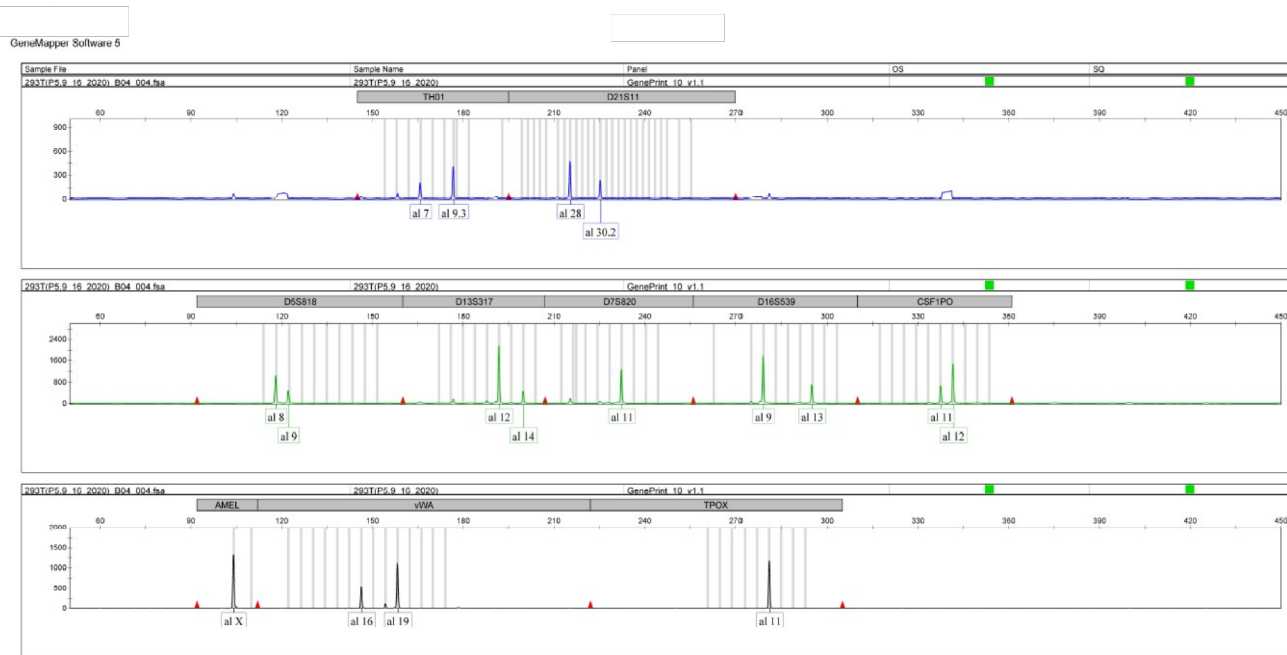 GeneMapper Software 5
Sample File Sample Name Panel OS SQ
293T(P5.9_16_2020)_B04_004.fsa 293T(P5.9_16_2020) GenePrint_10_v1.1
TH01 D21S11
60 90 120 150 180 210 240 270 300 330 360 390 420 450
900
600
300
0
al 7 al 9.3 al 28
al 30.2
293T(P5.9_16_2020)_B04_004.fsa 293T(P5.9_16_2020) GenePrint_10_v1.1
D5S818 D13S317 D7S820 D16S539 CSF1PO
60 90 120 150 180 210 240 270 300 330 360 390 420 450
2400
1600
800
0
al 8 al 12 al 11 al 9 al 13 al 11
al 9 al 14 al 12
293T(P5.9_16_2020)_B04_004.fsa 293T(P5.9_16_2020) GenePrint_10_v1.1
AMEL vWA TPOX
60 90 120 150 180 210 240 270 300 330 360 390 420 450
2000
1500
1000
500
0
al X al 16 al 19 al 11